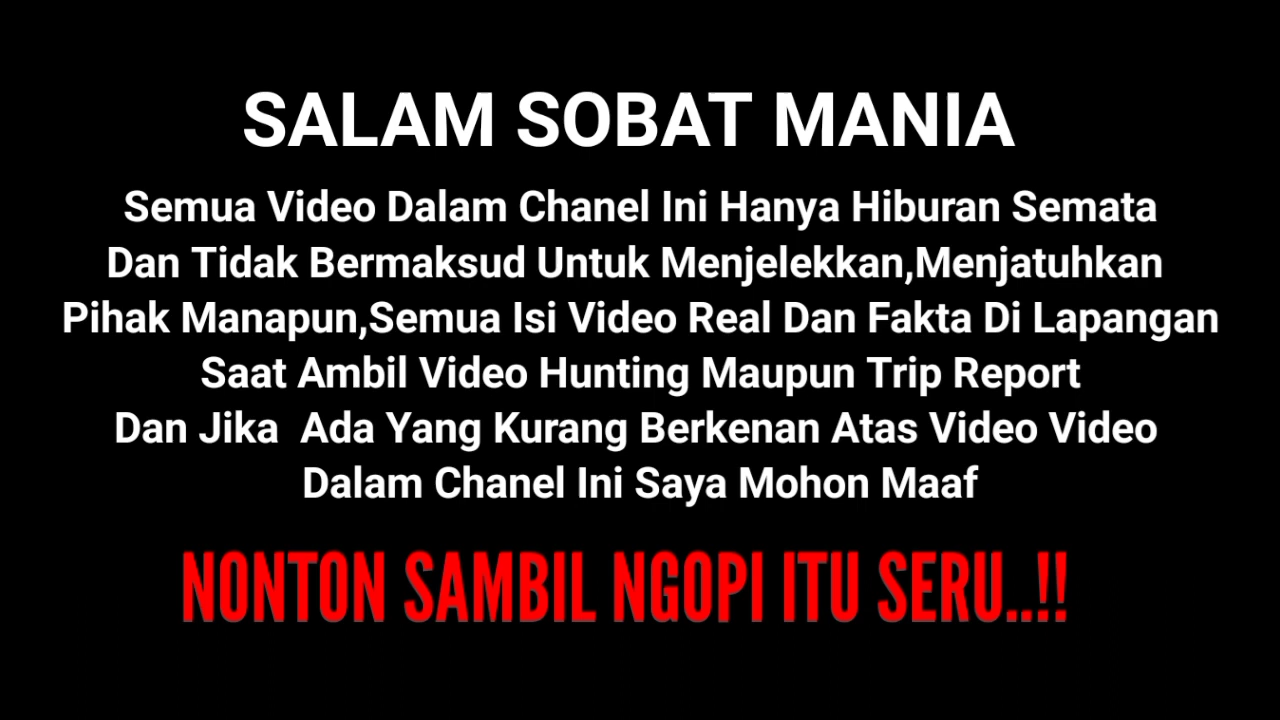 SALAM SOBAT MANIA
Semua Video Dalam Chanel Ini Hanya Hiburan Semata
Dan Tidak Bermaksud Untuk Menjelekkan,Menjatuhkan
Pihak Manapun,Semua Isi Video Real Dan Fakta Di Lapangan
Saat Ambil Video Hunting Maupun Trip Report
Dan Jika  Ada Yang Kurang Berkenan Atas Video Video
Dalam Chanel Ini Saya Mohon Maaf
NONTON SAMBIL NGOPI ITU SERU..!!